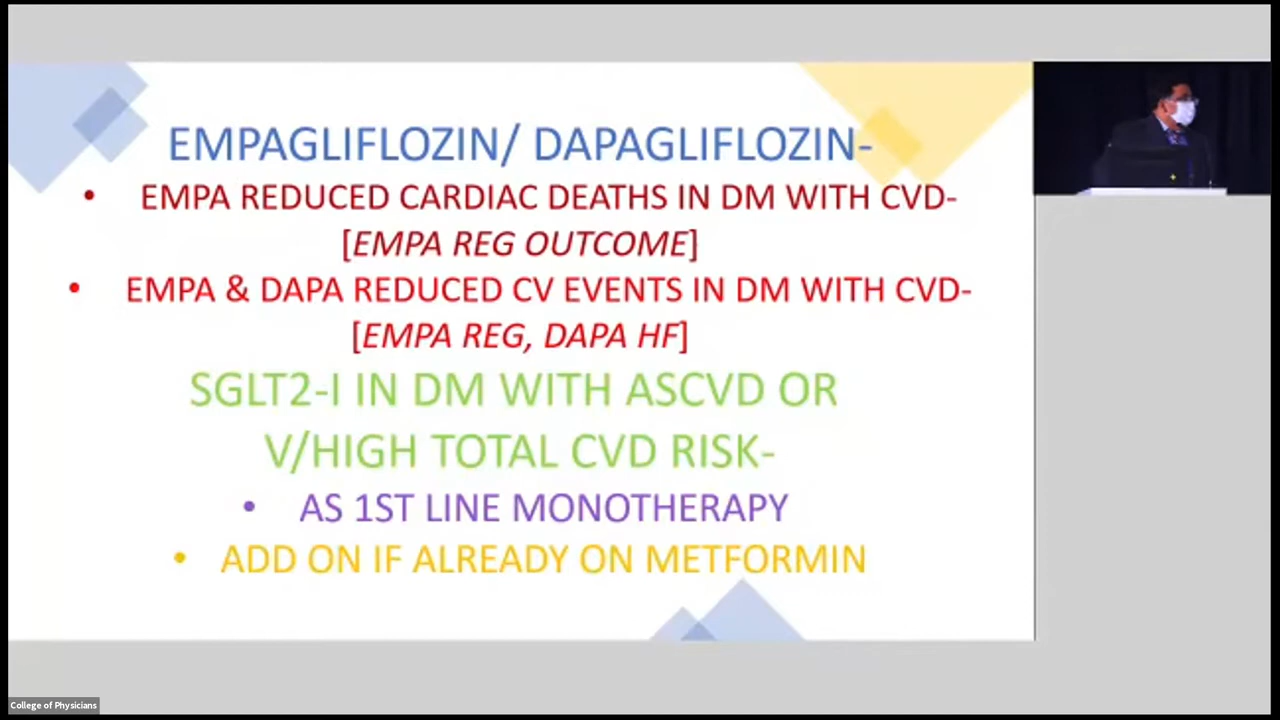 EMPAGLIFLOZIN/ DAPAGLIFLOZIN-
• EMPA REDUCED CARDIAC DEATHS IN DM WITH CVD-
[EMPA REG OUTCOME]
• EMPA & DAPA REDUCED CV EVENTS IN DM WITH CVD-
[EMPA REG, DAPA HF]
SGLT2-I IN DM WITH ASCVD OR
V/HIGH TOTAL CVD RISK-
• AS 1ST LINE MONOTHERAPY
• ADD ON IF ALREADY ON METFORMIN
College of Physicians